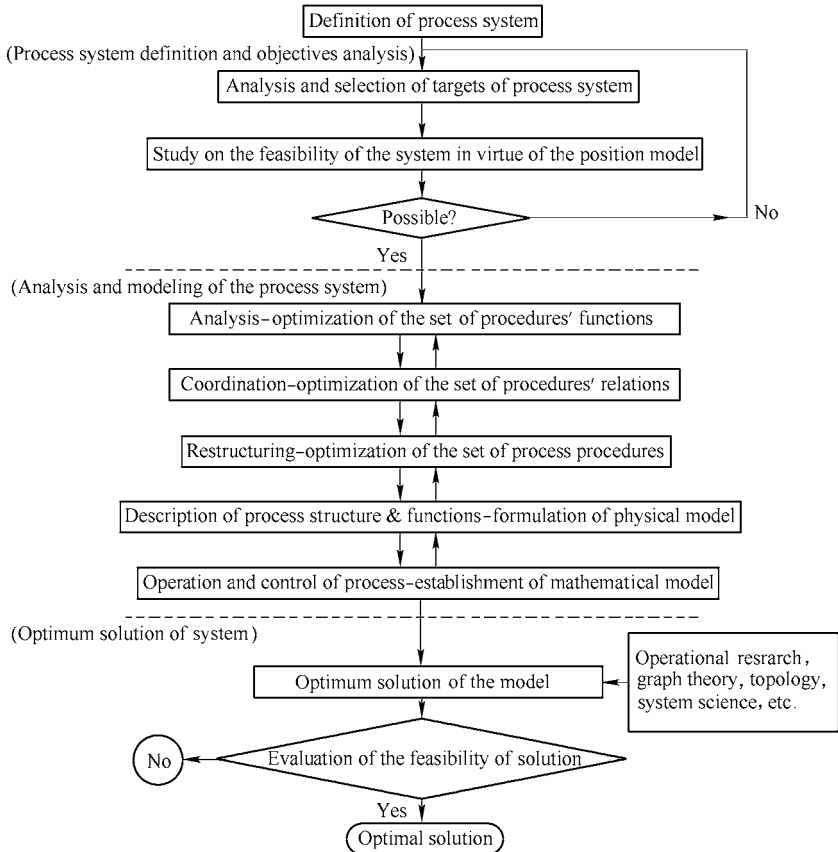 Definition of process system
(Process system definition and objectives analysis)
Analysis and selection of targets of process system
Study on the feasibility of the system in virtue of the position model
Possible?
No
Yes
(Analysis and modeling of the process system)
Analysis-optimization of the set of procedures' functions
Coordination-optimization of the set of procedures' relations
Restructuring-optimization of the set of process procedures
Description of process structure & functions-formulation of physical model
Operation and control of process-establishment of mathematical model
(Optimum solution of system)
Optimum solution of the model
Operational resrarch,
graph theory, topology,
system science, etc.
Evaluation of the feasibility of solution
No
Yes
Optimal solution